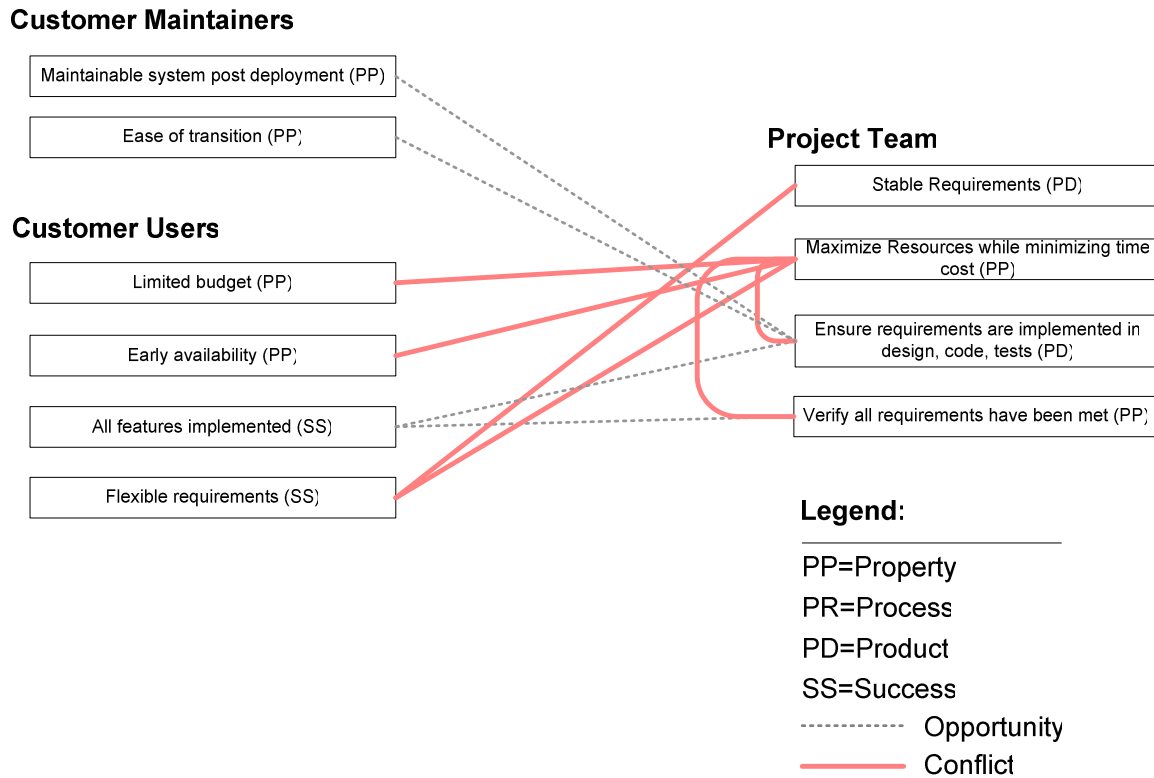 Customer Maintainers
Maintainable system post deployment (PP)
Ease of transition (PP)
Customer Users
Limited budget (PP)
Early availability (PP)
All features implemented (SS)
Flexible requirements (SS)
Project Team
Stable Requirements (PD)
Maximize Resources while minimizing time
cost (PP)
Ensure requirements are implemented in
design, code, tests (PD)
Verify all requirements have been met (PP)
Legend:
PP=Property
PR=Process
PD=Product
SS=Success
Opportunity
Conflict